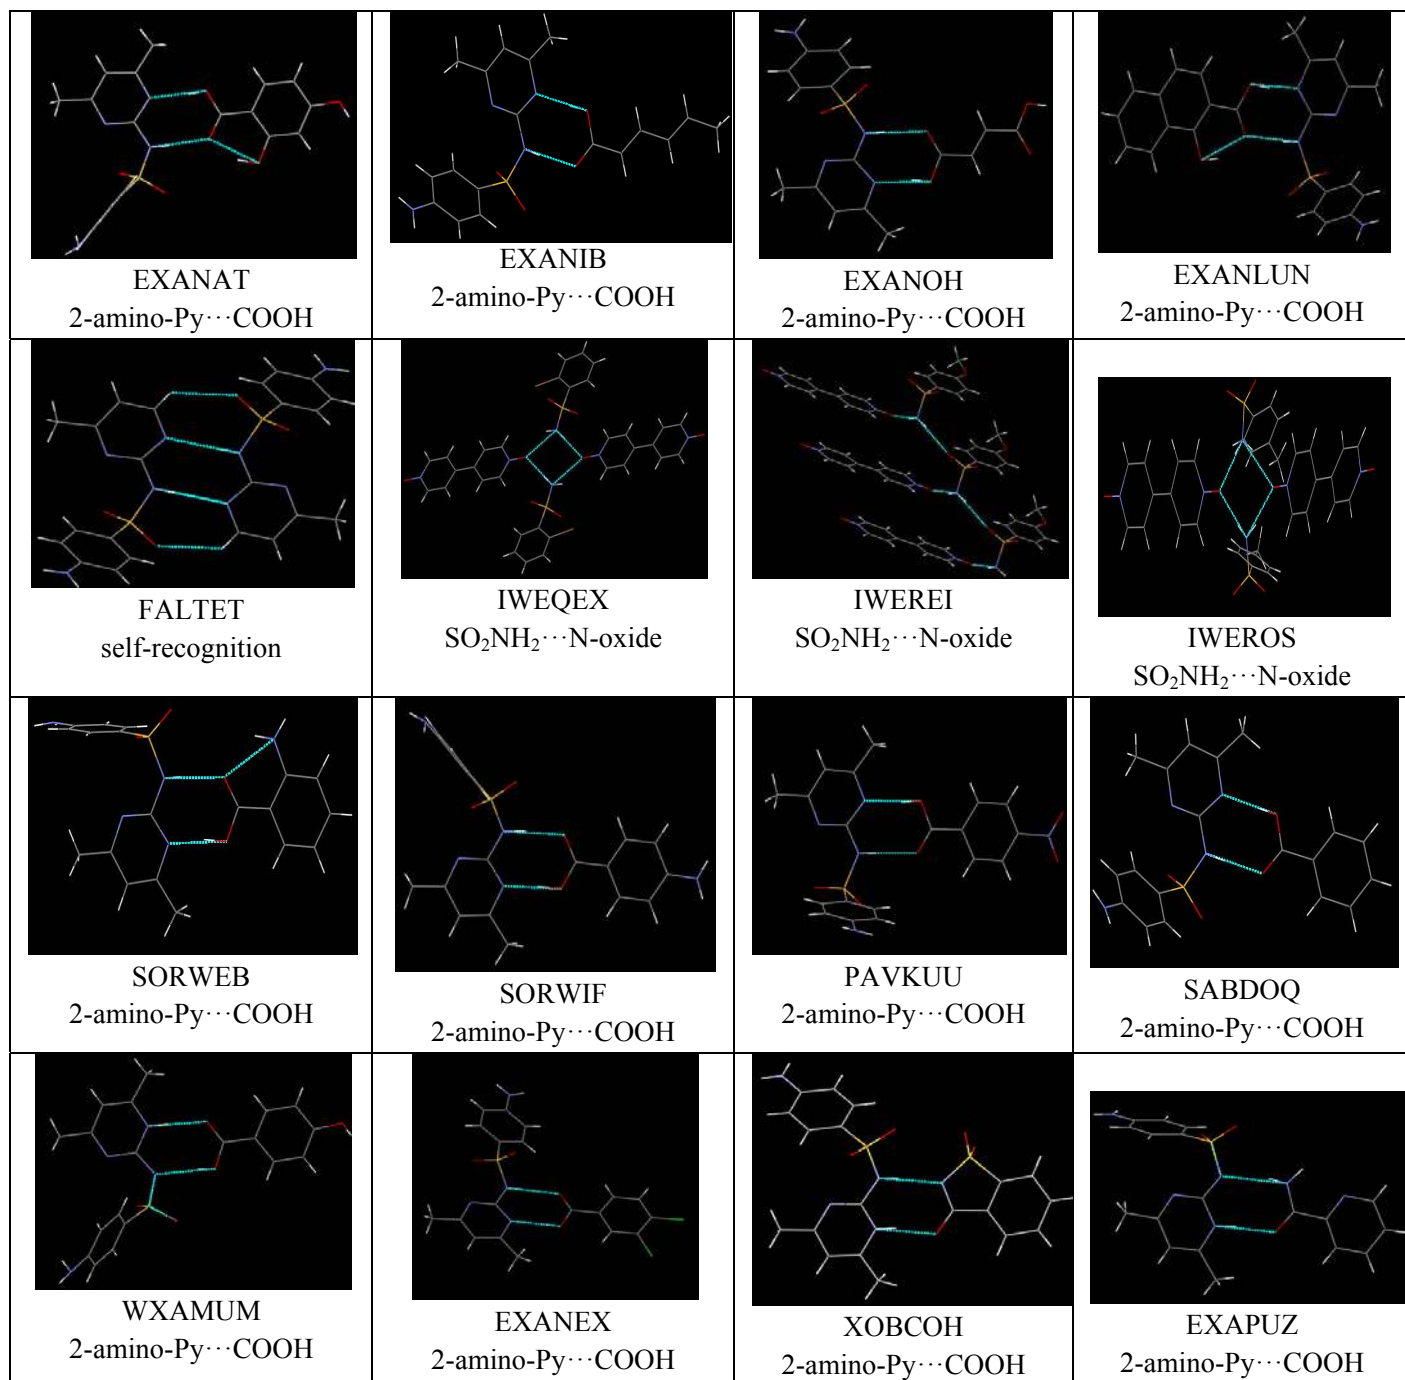 EXANAT
2-amino-Py···COOH
EXANIB
2-amino-Py···COOH
EXANOH
2-amino-Py···COOH
EXANLUN
2-amino-Py···COOH
FALTET
self-recognition
IWEQEX
SO₂NH₂···N-oxide
IWEREI
SO₂NH₂···N-oxide
IWEROS
SO₂NH₂···N-oxide
SORWEB
2-amino-Py···COOH
SORWIF
2-amino-Py···COOH
PAVKUU
2-amino-Py···COOH
SABDOQ
2-amino-Py···COOH
WXAMUM
2-amino-Py···COOH
EXANEX
2-amino-Py···COOH
XOBCOH
2-amino-Py···COOH
EXAPUZ
2-amino-Py···COOH